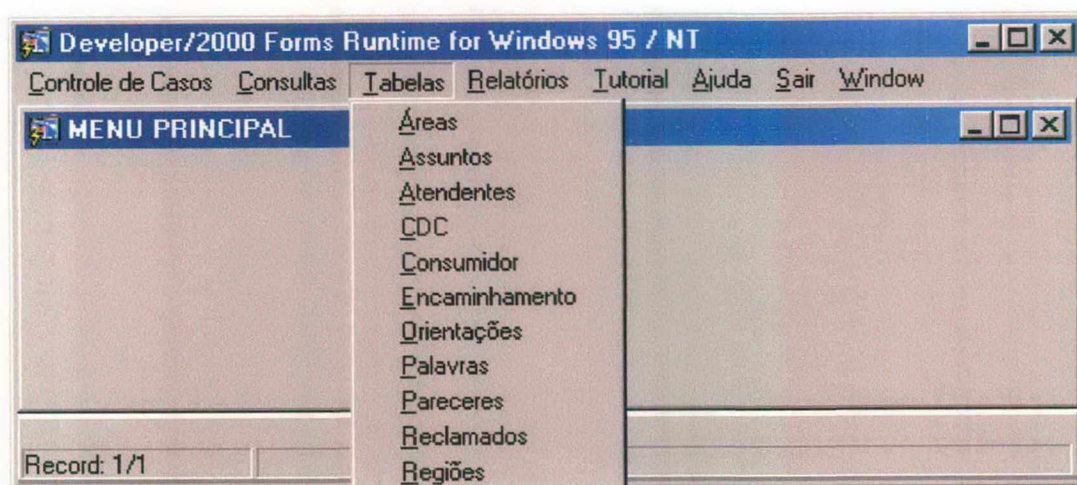 Developer/2000 Forms Runtime for Windows 95 / NT
Controle de Casos Consultas Tabelas Relatórios Tutorial Ajuda Sair Window
MENU PRINCIPAL
Áreas
Assuntos
Atendentes
CDC
Consumidor
Encaminhamento
Orientações
Palavras
Pareceres
Reclamados
Regiões
Record: 1/1